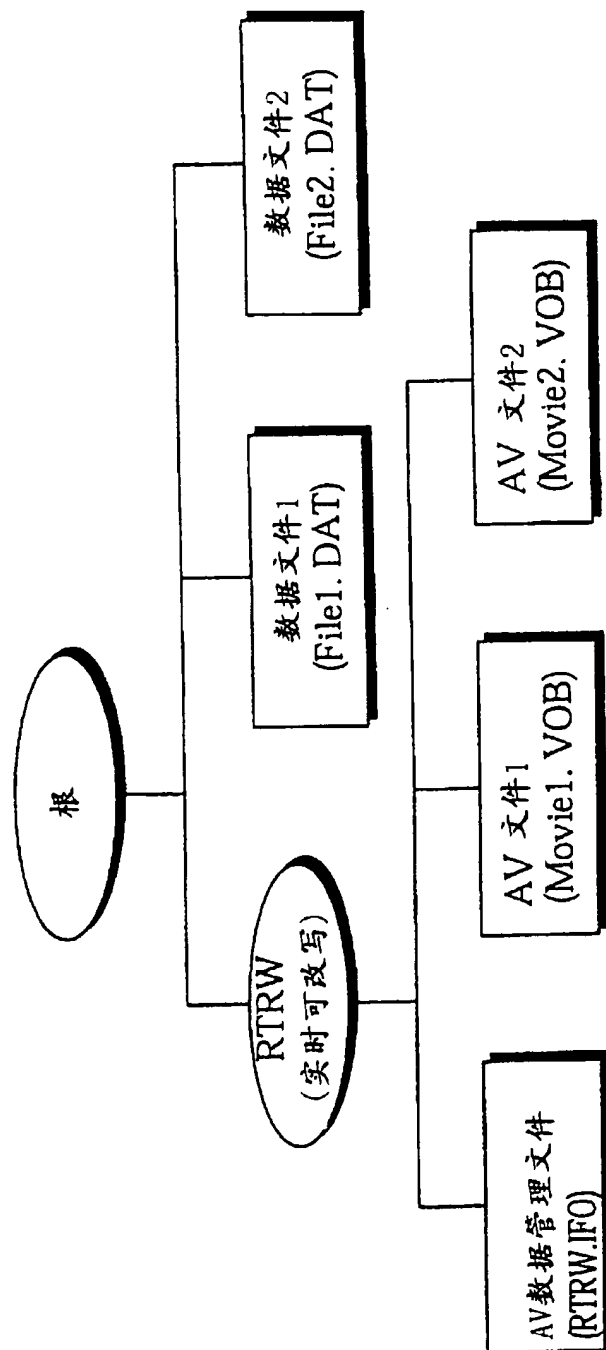 根
RTRW
(实时可改写)
数据文件1
(File1. DAT)
数据文件2
(File2. DAT)
AV数据管理文件
(RTRW.IFO)
AV 文件1
(Movie1. VOB)
AV 文件2
(Movie2. VOB)